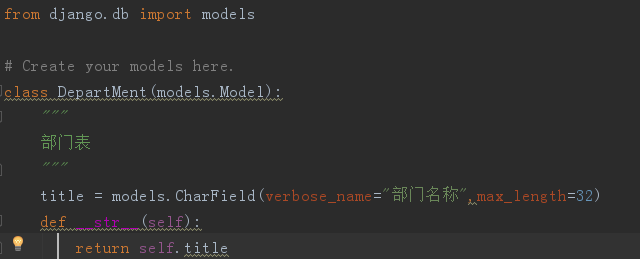 from django.db import models
# Create your models here.
class DepartMent(models.Model):
"""
部门表
"""
title = models.CharField(verbose_name="部门名称",max_length=32)
def __str__(self):
return self.title